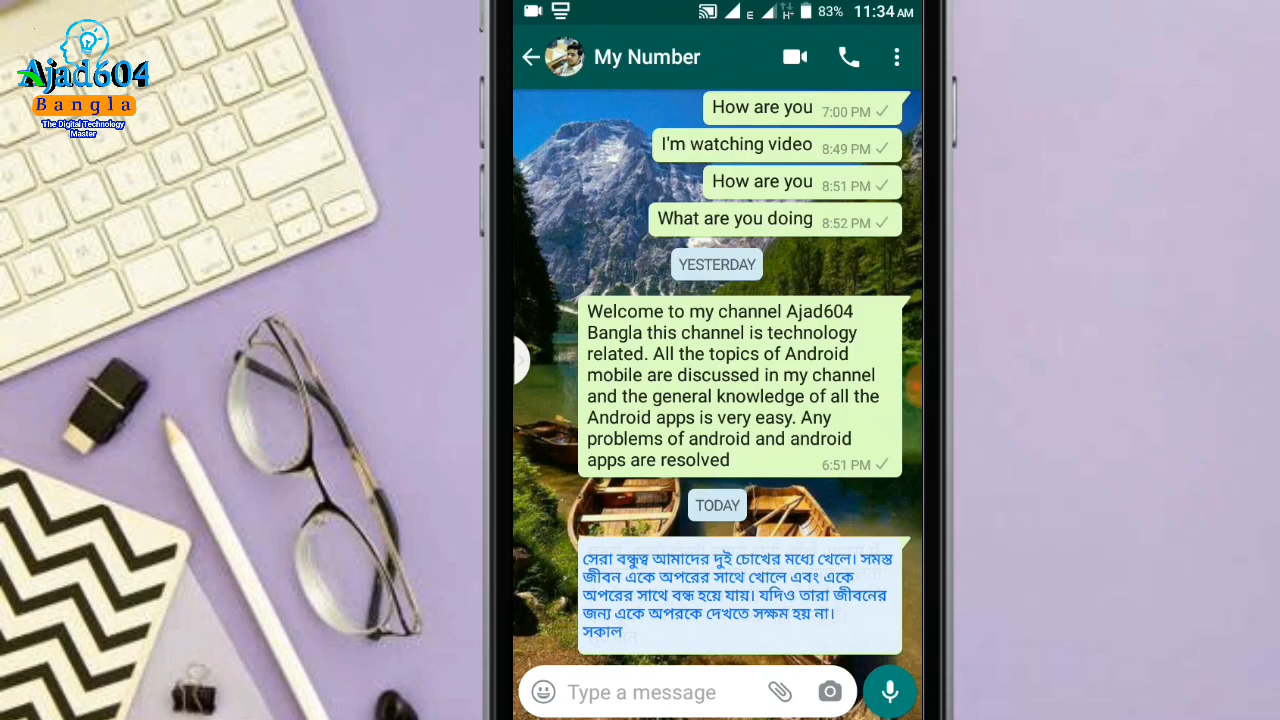 Ajad604
Bangla
The Digital Technology
Master
E
H+
83%
11:34 AM
My Number
How are you 7:00 PM
I'm watching video 8:49 PM
How are you 8:51 PM
What are you doing 8:52 PM
YESTERDAY
Welcome to my channel Ajad604
Bangla this channel is technology
related. All the topics of Android
mobile are discussed in my channel
and the general knowledge of all the
Android apps is very easy. Any
problems of android and android
apps are resolved 6:51 PM
TODAY
সেরা বন্ধুত্ব আমাদের দুই চোখের মধ্যে খেলে। সমস্ত
জীবন একে অপরের সাথে খোলে এবং একে
অপরের সাথে বন্ধ হয়ে যায়। যদিও তারা জীবনের
জন্য একে অপরকে দেখতে সক্ষম হয় না।
সকাল
Type a message